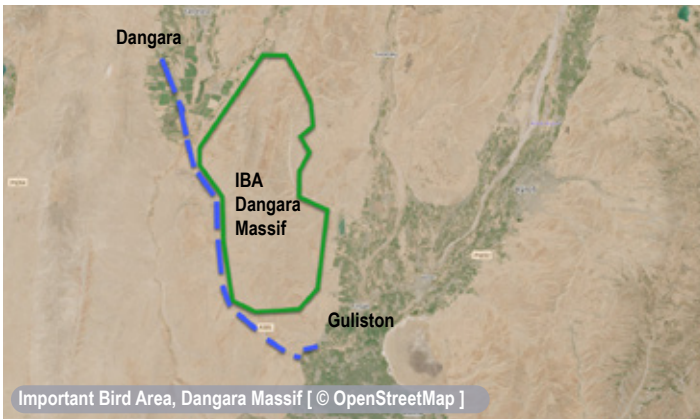 Dangara
IBA
Dangara
Massif
Guliston
Important Bird Area, Dangara Massif [ © OpenStreetMap ]